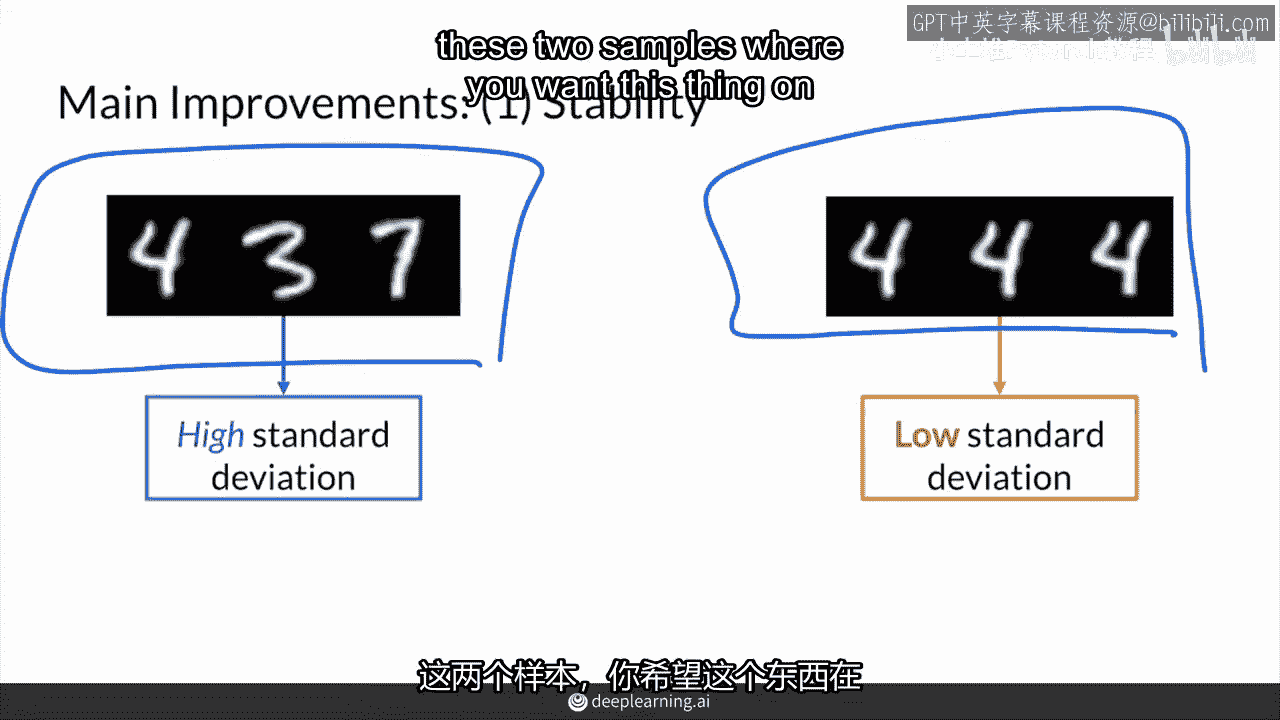 GPT中英字幕课程资源@bilibili.com
these two samples where
you want this thing on
Main Improvements: (1) Stability
4 3 7
4 4 4
High standard
deviation
Low standard
deviation
这两个样本，你希望这个东西在
deeplearning.ai